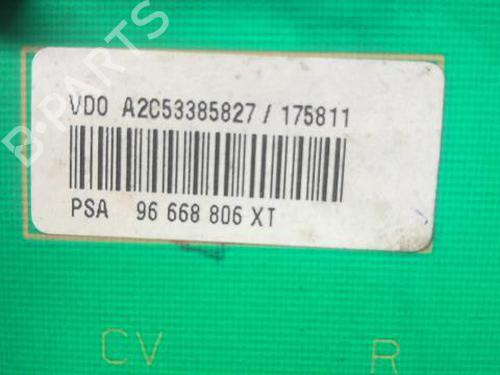 VDO A2C53385827 / 175811
PSA 96 668 806 XT
CV R
B-PARTS